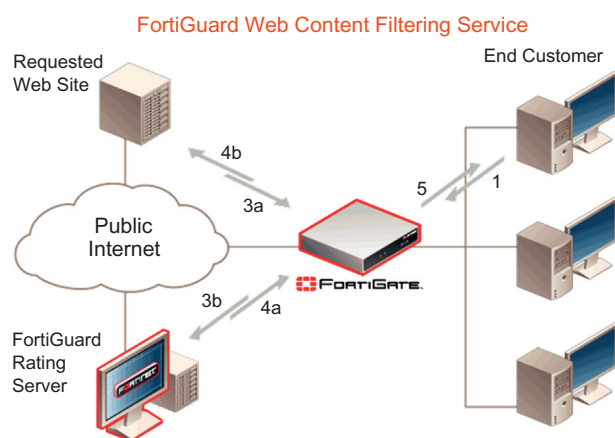 FortiGuard Web Content Filtering Service
Requested
Web Site
End Customer
4b
3a
5
1
Public
Internet
FORTIGATE.
3b
4a
FortiGuard
Rating
Server
FORTINET